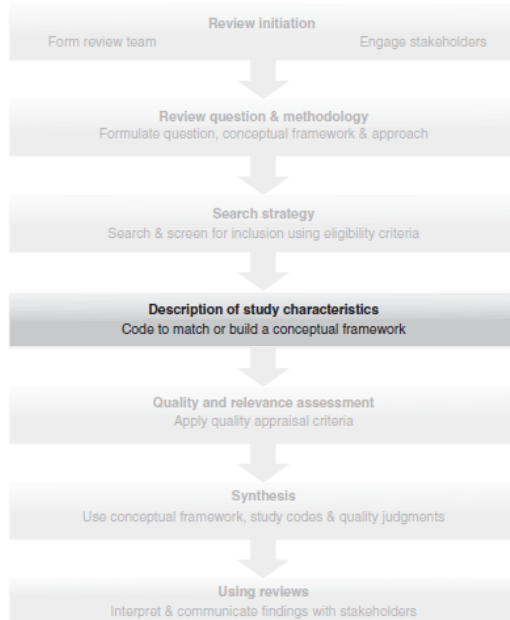 Review initiation
Form review team Engage stakeholders
Review question & methodology
Formulate question, conceptual framework & approach
Search strategy
Search & screen for inclusion using eligibility criteria
Description of study characteristics
Code to match or build a conceptual framework
Quality and relevance assessment
Apply quality appraisal criteria
Synthesis
Use conceptual framework, study codes & quality judgments
Using reviews
Interpret & communicate findings with stakeholders